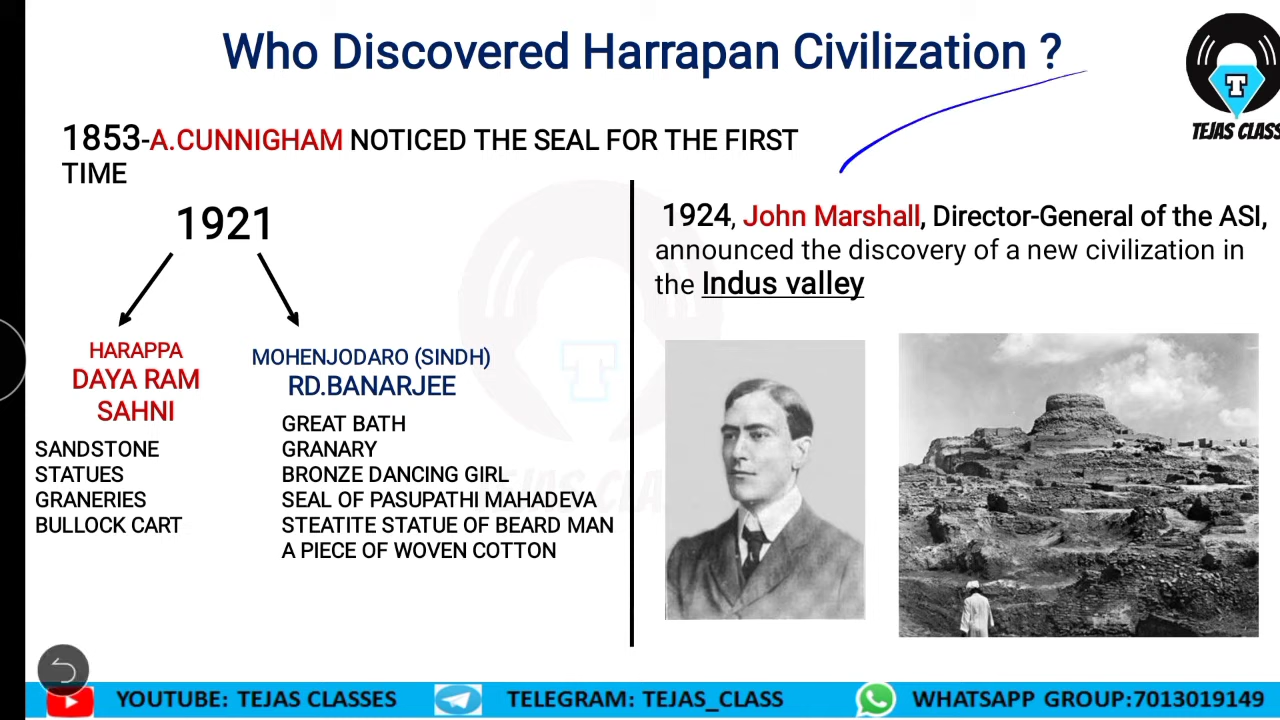 Who Discovered Harrapan Civilization ?
T
TEJAS CLASS
1853-A.CUNNIGHAM NOTICED THE SEAL FOR THE FIRST
TIME
1921
HARAPPA
DAYA RAM
SAHNI
SANDSTONE
STATUES
GRANERIES
BULLOCK CART
MOHENJODARO (SINDH)
RD.BANARJEE
GREAT BATH
GRANARY
BRONZE DANCING GIRL
SEAL OF PASUPATHI MAHADEVA
STEATITE STATUE OF BEARD MAN
A PIECE OF WOVEN COTTON
1924, John Marshall, Director-General of the ASI,
announced the discovery of a new civilization in
the Indus valley
T
TEJAS CLA
YOUTUBE: TEJAS CLASSES
TELEGRAM: TEJAS_CLASS
WHATSAPP GROUP:7013019149